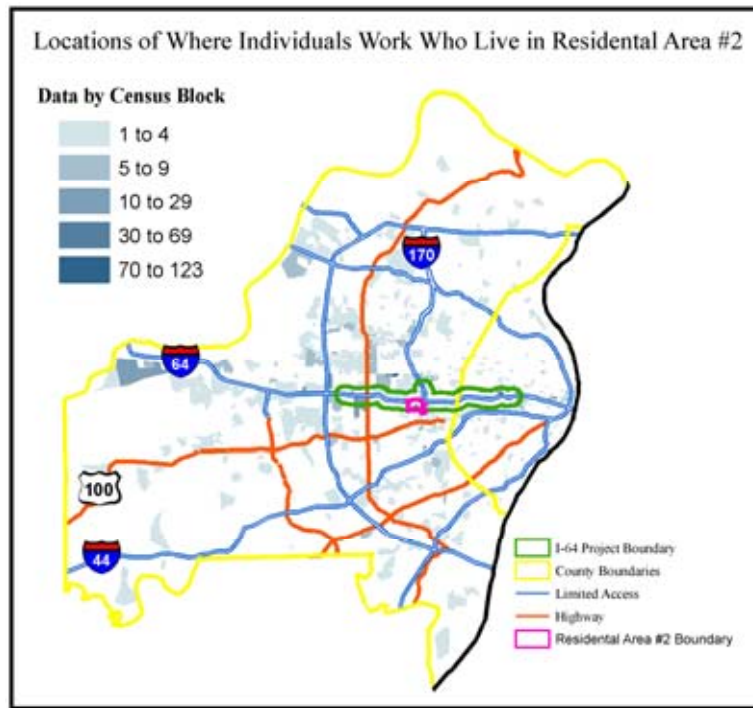 Locations of Where Individuals Work Who Live in Residental Area #2
Data by Census Block
1 to 4
5 to 9
10 to 29
30 to 69
70 to 123
170
64
100
44
I-64 Project Boundary
County Boundaries
Limited Access
Highway
Residental Area #2 Boundary